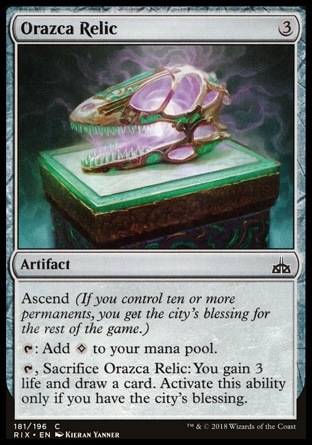 Orazca Relic 3
Artifact
Ascend (If you control ten or more
permanents, you get the city's blessing for
the rest of the game.)
: Add to your mana pool.
, Sacrifice Orazca Relic: You gain 3
life and draw a card. Activate this ability
only if you have the city's blessing.
181/196 C
RIX • EN Kieran Yanner ™ & © 2018 Wizards of the Coast